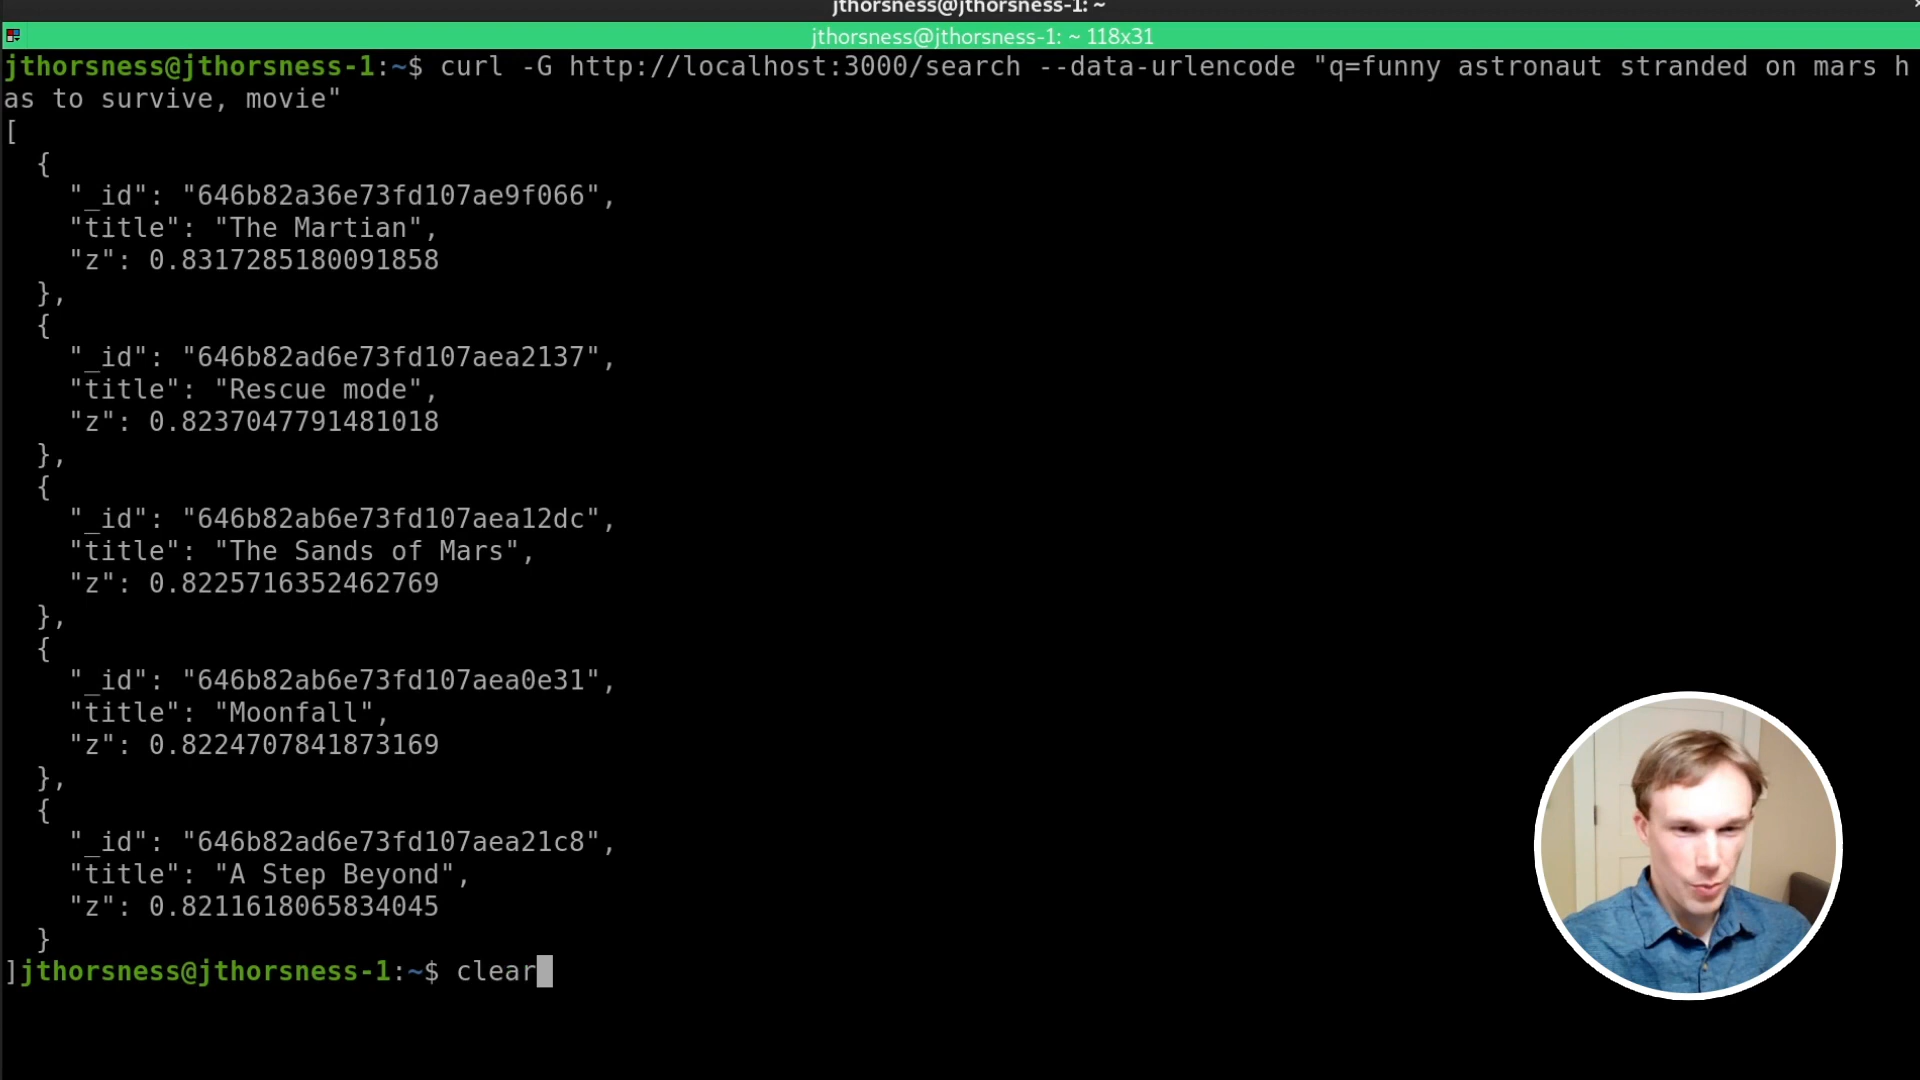 jthorsness@jthorsness-1: ~
jthorsness@jthorsness-1: ~ 118x31
jthorsness@jthorsness-1:~$ curl -G http://localhost:3000/search --data-urlencode "q=funny astronaut stranded on mars h
as to survive, movie"
[
{
"_id": "646b82a36e73fd107ae9f066",
"title": "The Martian",
"z": 0.8317285180091858
},
{
"_id": "646b82ad6e73fd107aea2137",
"title": "Rescue mode",
"z": 0.8237047791481018
},
{
"_id": "646b82ab6e73fd107aea12dc",
"title": "The Sands of Mars",
"z": 0.8225716352462769
},
{
"_id": "646b82ab6e73fd107aea0e31",
"title": "Moonfall",
"z": 0.8224707841873169
},
{
"_id": "646b82ad6e73fd107aea21c8",
"title": "A Step Beyond",
"z": 0.8211618065834045
}
]jthorsness@jthorsness-1:~$ clear